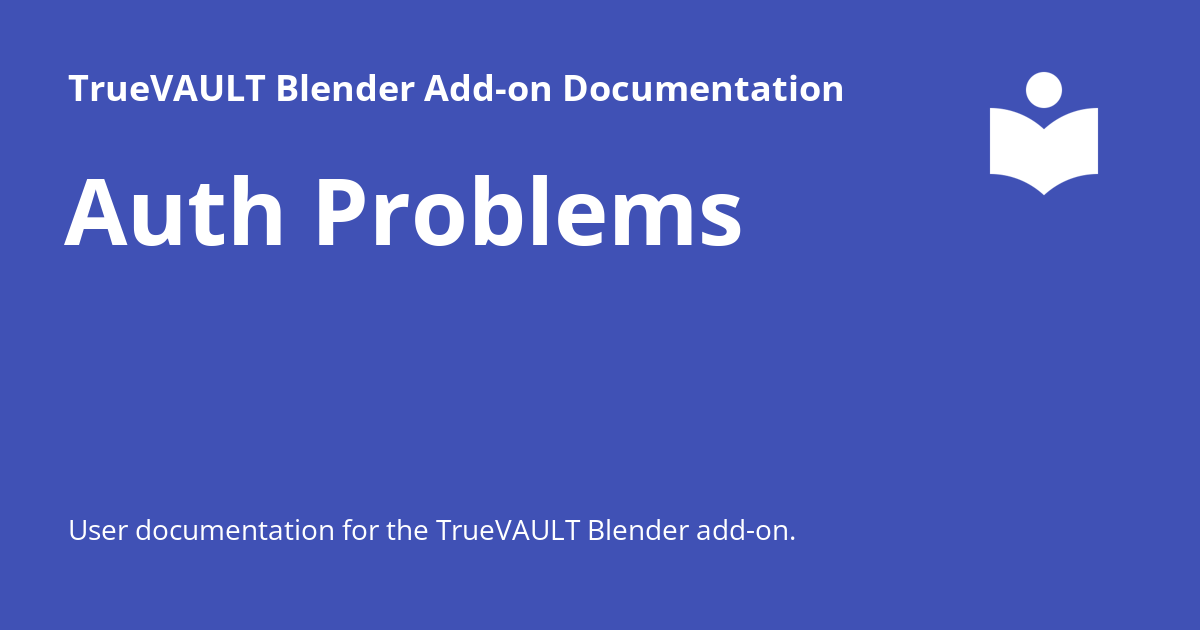 TrueVAULT Blender Add-on Documentation
Auth Problems
User documentation for the TrueVAULT Blender add-on.